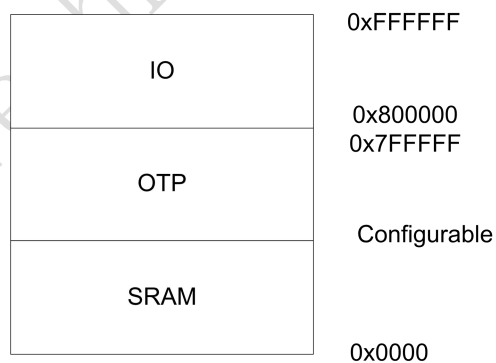 0xFFFFFF
IO
0x800000
0x7FFFFF
OTP
Configurable
SRAM
0x0000